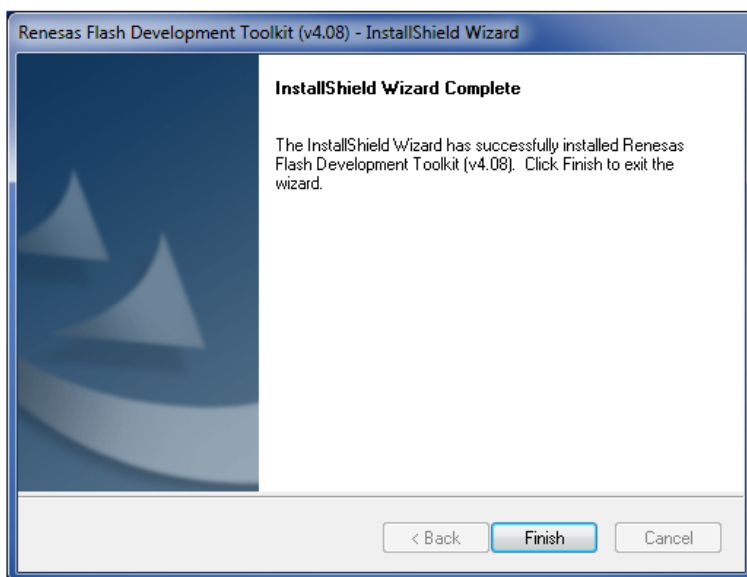 Renesas Flash Development Toolkit (v4.08) - InstallShield Wizard
InstallShield Wizard Complete
The InstallShield Wizard has successfully installed Renesas
Flash Development Toolkit (v4.08). Click Finish to exit the
wizard.
< Back Finish Cancel